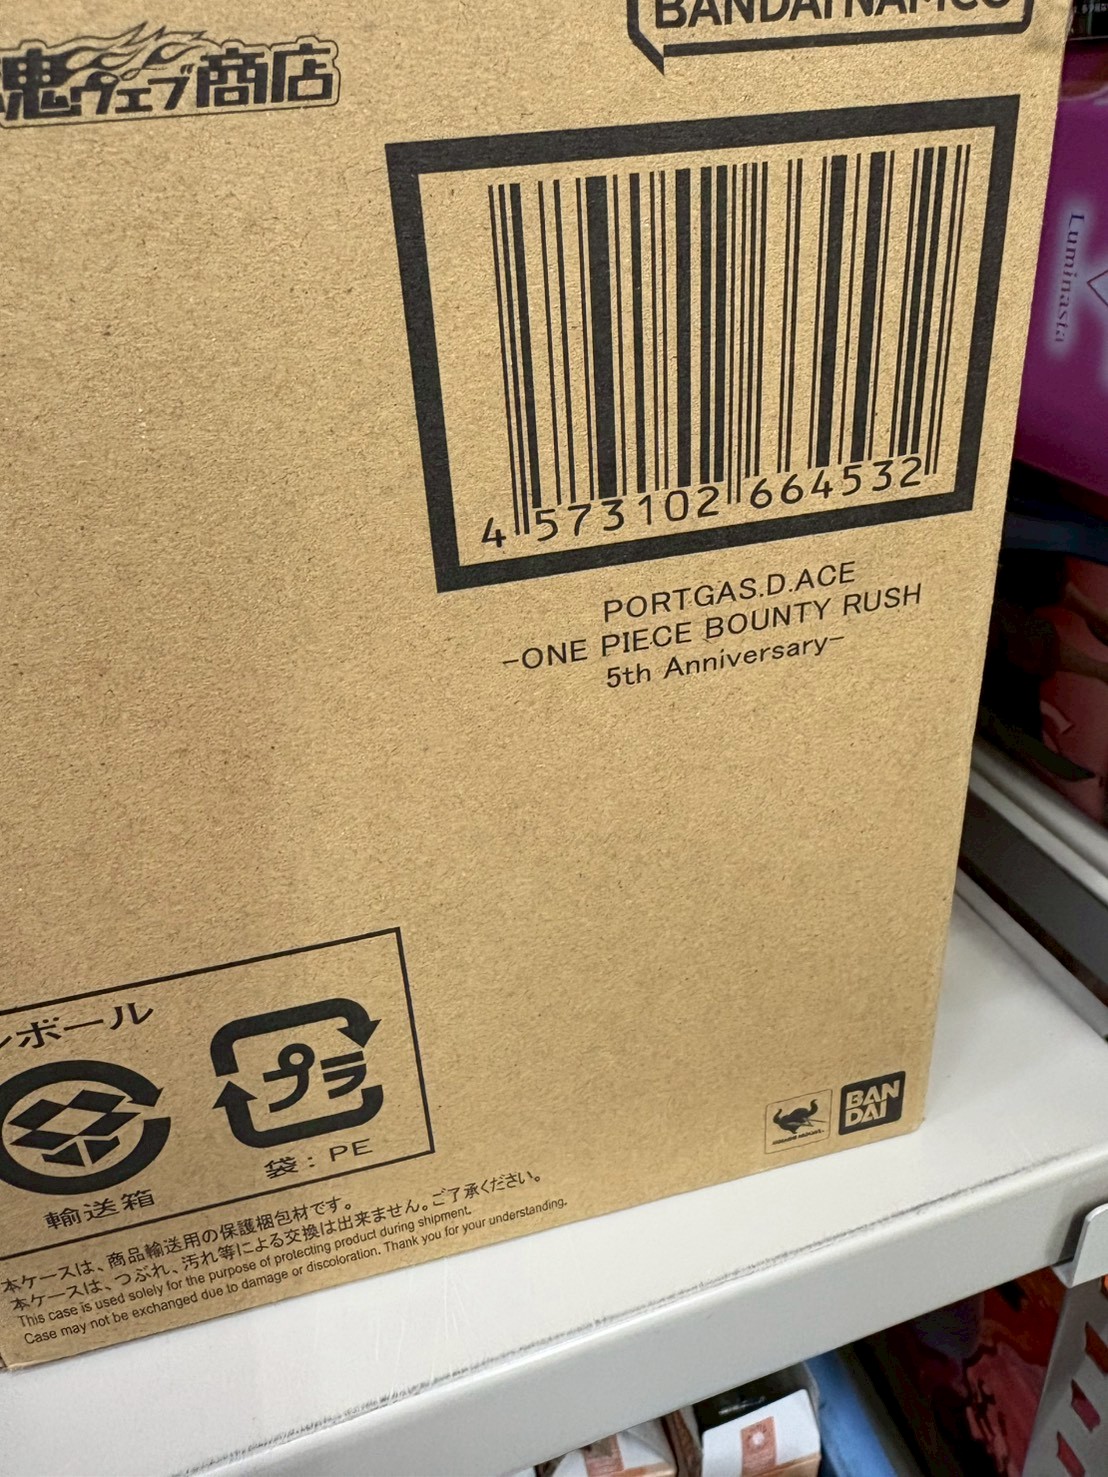 BANDAI NAMCO
魂ウェブ商店
Luminasta
4 573102 664532
PORTGAS.D.ACE
-ONE PIECE BOUNTY RUSH
5th Anniversary-
ンボール
プラ
輸送箱
袋：PE
BAN
DAI
本ケースは、商品輸送用の保護梱包材です。
本ケースは、つぶれ、汚れ等による交換は出来ません。ご了承ください。
This case is used solely for the purpose of protecting product during shipment.
Case may not be exchanged due to damage or discoloration. Thank you for your understanding.